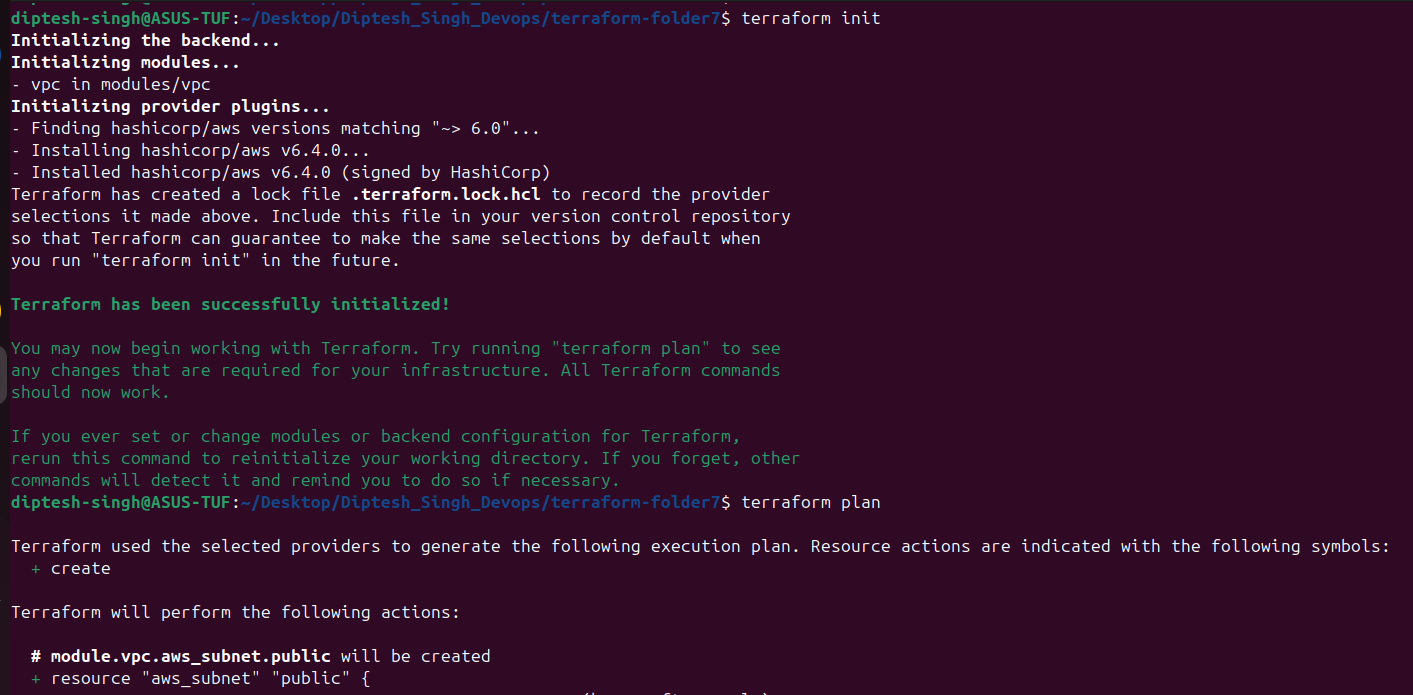 diptesh-singh@ASUS-TUF:~/Desktop/Diptesh_Singh_Devops/terraform-folder7$ terraform init
Initializing the backend...
Initializing modules...
- vpc in modules/vpc
Initializing provider plugins...
- Finding hashicorp/aws versions matching "~> 6.0"...
- Installing hashicorp/aws v6.4.0...
- Installed hashicorp/aws v6.4.0 (signed by HashiCorp)
Terraform has created a lock file .terraform.lock.hcl to record the provider
selections it made above. Include this file in your version control repository
so that Terraform can guarantee to make the same selections by default when
you run "terraform init" in the future.
Terraform has been successfully initialized!
You may now begin working with Terraform. Try running "terraform plan" to see
any changes that are required for your infrastructure. All Terraform commands
should now work.
If you ever set or change modules or backend configuration for Terraform,
rerun this command to reinitialize your working directory. If you forget, other
commands will detect it and remind you to do so if necessary.
diptesh-singh@ASUS-TUF:~/Desktop/Diptesh_Singh_Devops/terraform-folder7$ terraform plan
Terraform used the selected providers to generate the following execution plan. Resource actions are indicated with the following symbols:
+ create
Terraform will perform the following actions:
# module.vpc.aws_subnet.public will be created
+ resource "aws_subnet" "public" {